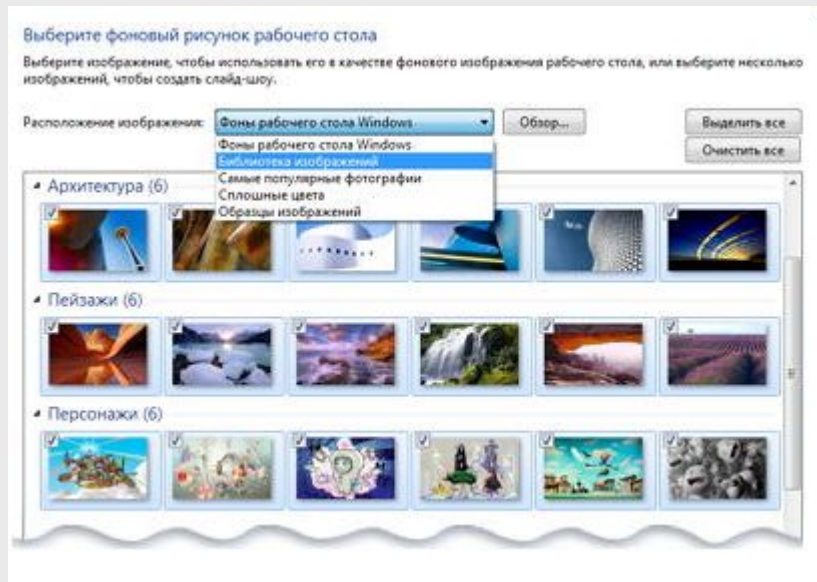 Выберите фоновый рисунок рабочего стола
Выберите изображение, чтобы использовать его в качестве фонового изображения рабочего стола, или выберите несколько
изображений, чтобы создать слайд-шоу.
Расположение изображения: Фоны рабочего стола Windows Обзор... Выделить все
Фоны рабочего стола Windows Очистить все
Библиотека изображений
Самые популярные фотографии
Сплошные цвета
Образцы изображений
Архитектура (6)
Пейзажи (6)
Персонажи (6)